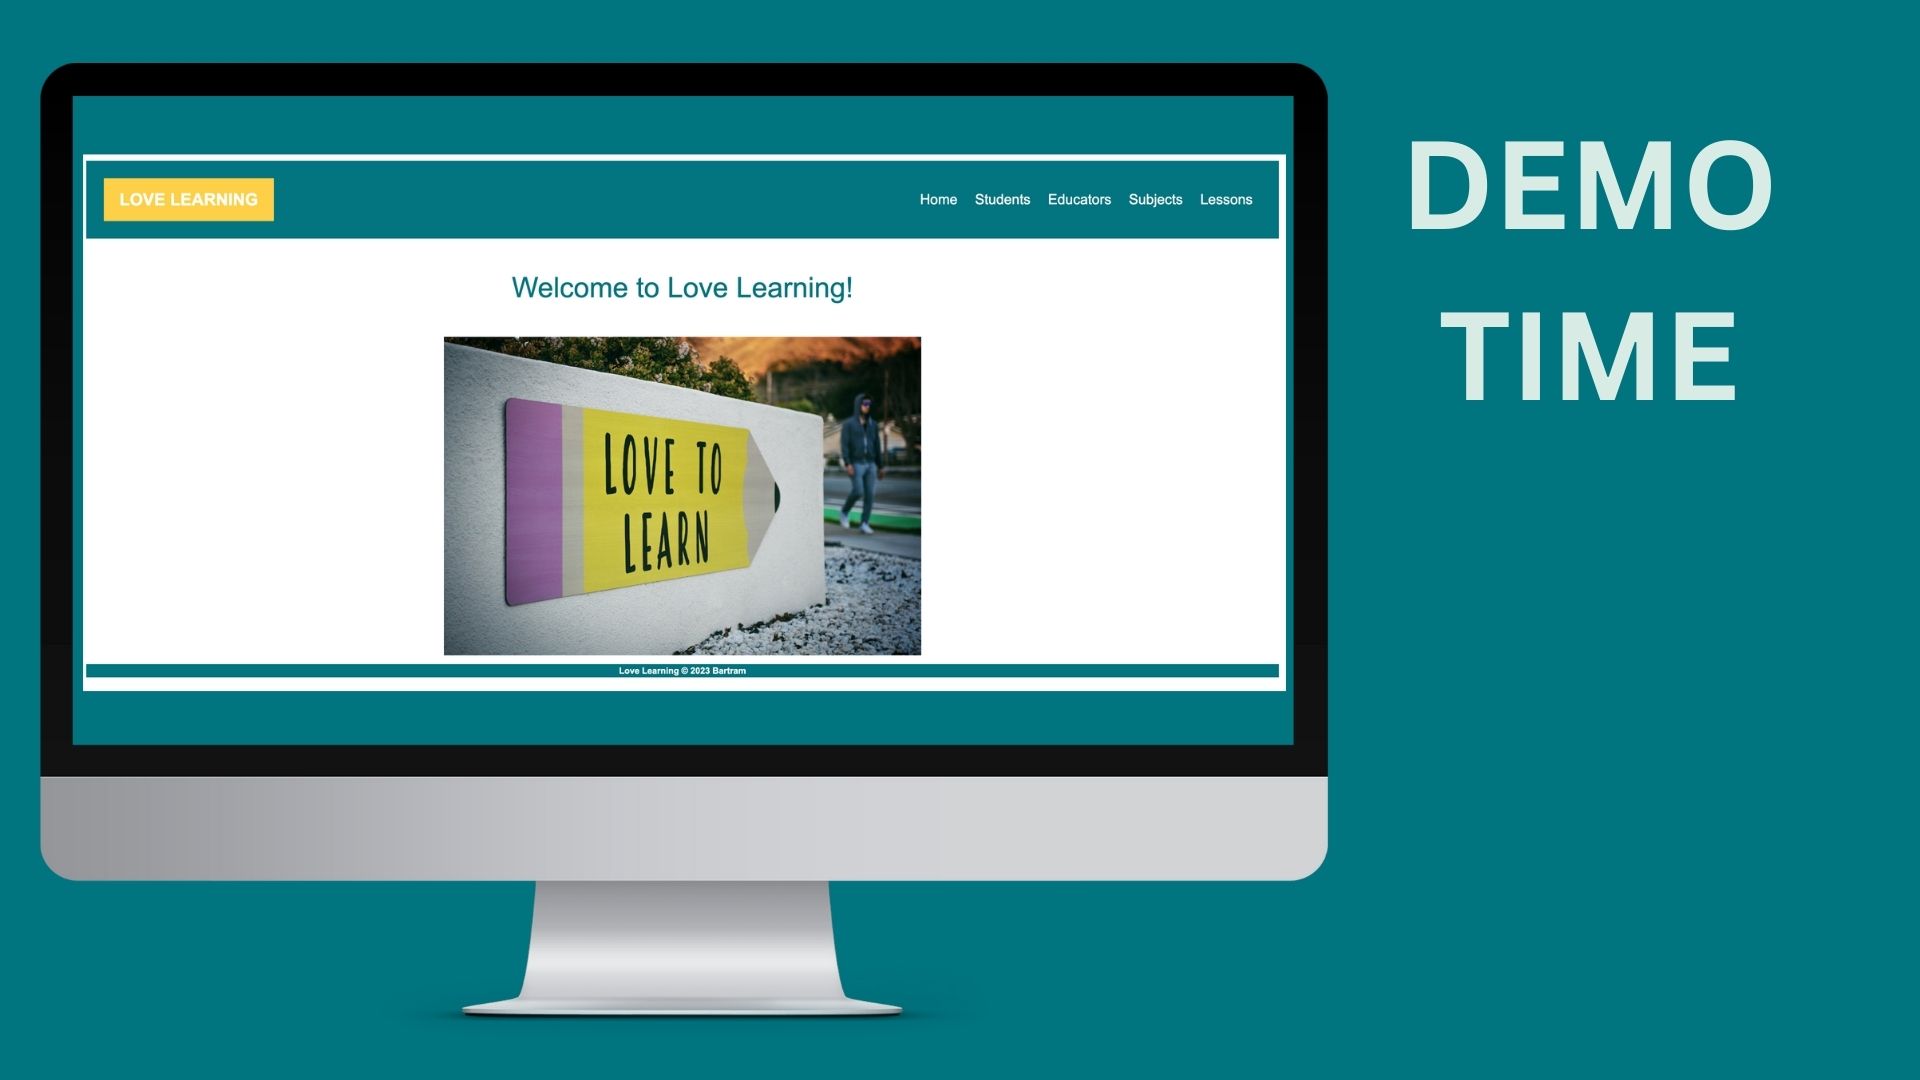 LOVE LEARNING
Home Students Educators Subjects Lessons
Welcome to Love Learning!
LOVE TO
LEARN
Love Learning © 2023 Bartram
DEMO
TIME